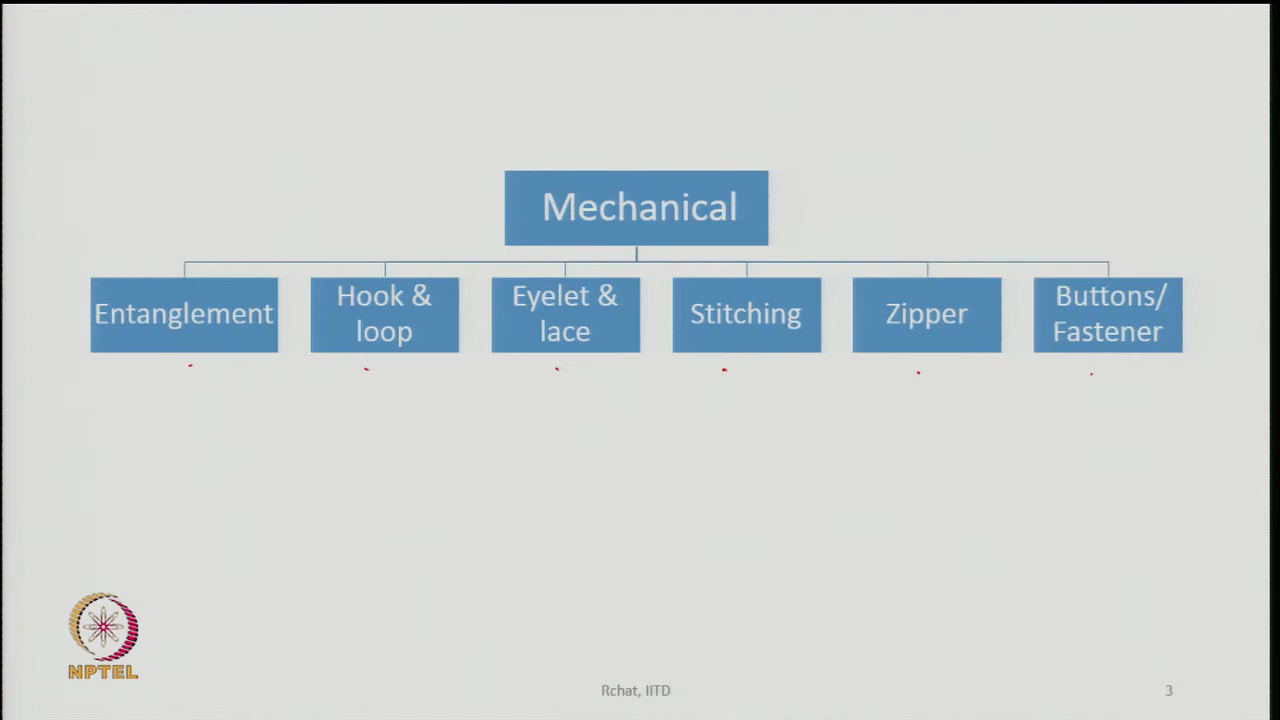 Mechanical
Entanglement
Hook &
loop
Eyelet &
lace
Stitching
Zipper
Buttons/
Fastener
NPTEL
Rchat, IITD
3